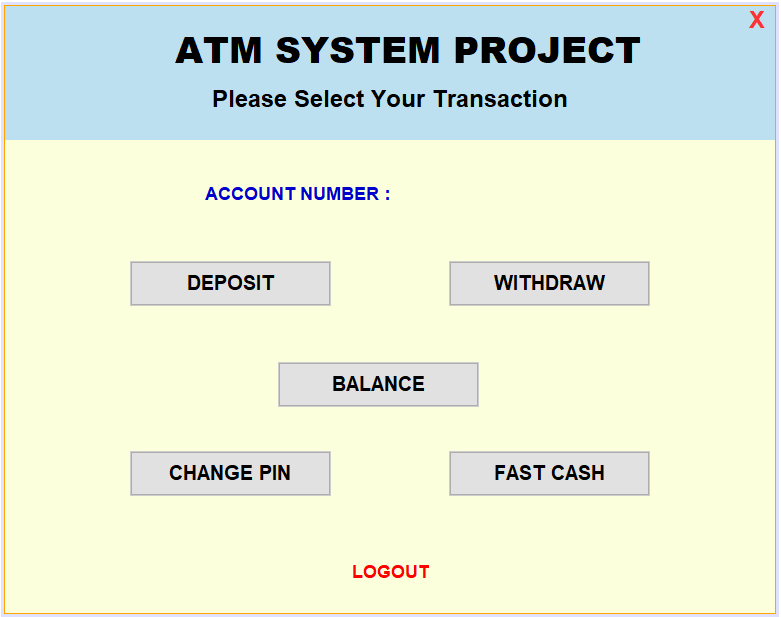 X
ATM SYSTEM PROJECT
Please Select Your Transaction
ACCOUNT NUMBER :
DEPOSIT
WITHDRAW
BALANCE
CHANGE PIN
FAST CASH
LOGOUT